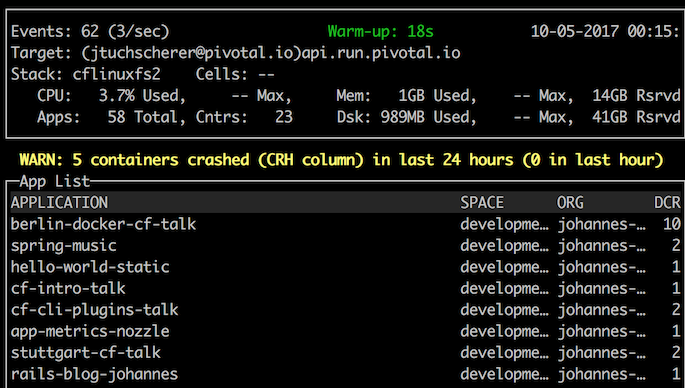 Events: 62 (3/sec) Warm-up: 18s 10-05-2017 00:15:
Target: (jtuchscherer@pivotal.io)api.run.pivotal.io
Stack: cflinuxfs2 Cells: --
CPU: 3.7% Used, -- Max, Mem: 1GB Used, -- Max, 14GB Rsrvd
Apps: 58 Total, Cntrs: 23 Dsk: 989MB Used, -- Max, 41GB Rsrvd
WARN: 5 containers crashed (CRH column) in last 24 hours (0 in last hour)
App List
APPLICATION SPACE ORG DCR
berlin-docker-cf-talk developme… johannes-… 10
spring-music developme… johannes-… 2
hello-world-static developme… johannes-… 1
cf-intro-talk developme… johannes-… 1
cf-cli-plugins-talk developme… johannes-… 2
app-metrics-nozzle developme… johannes-… 1
stuttgart-cf-talk developme… johannes-… 2
rails-blog-johannes developme… johannes-… 1